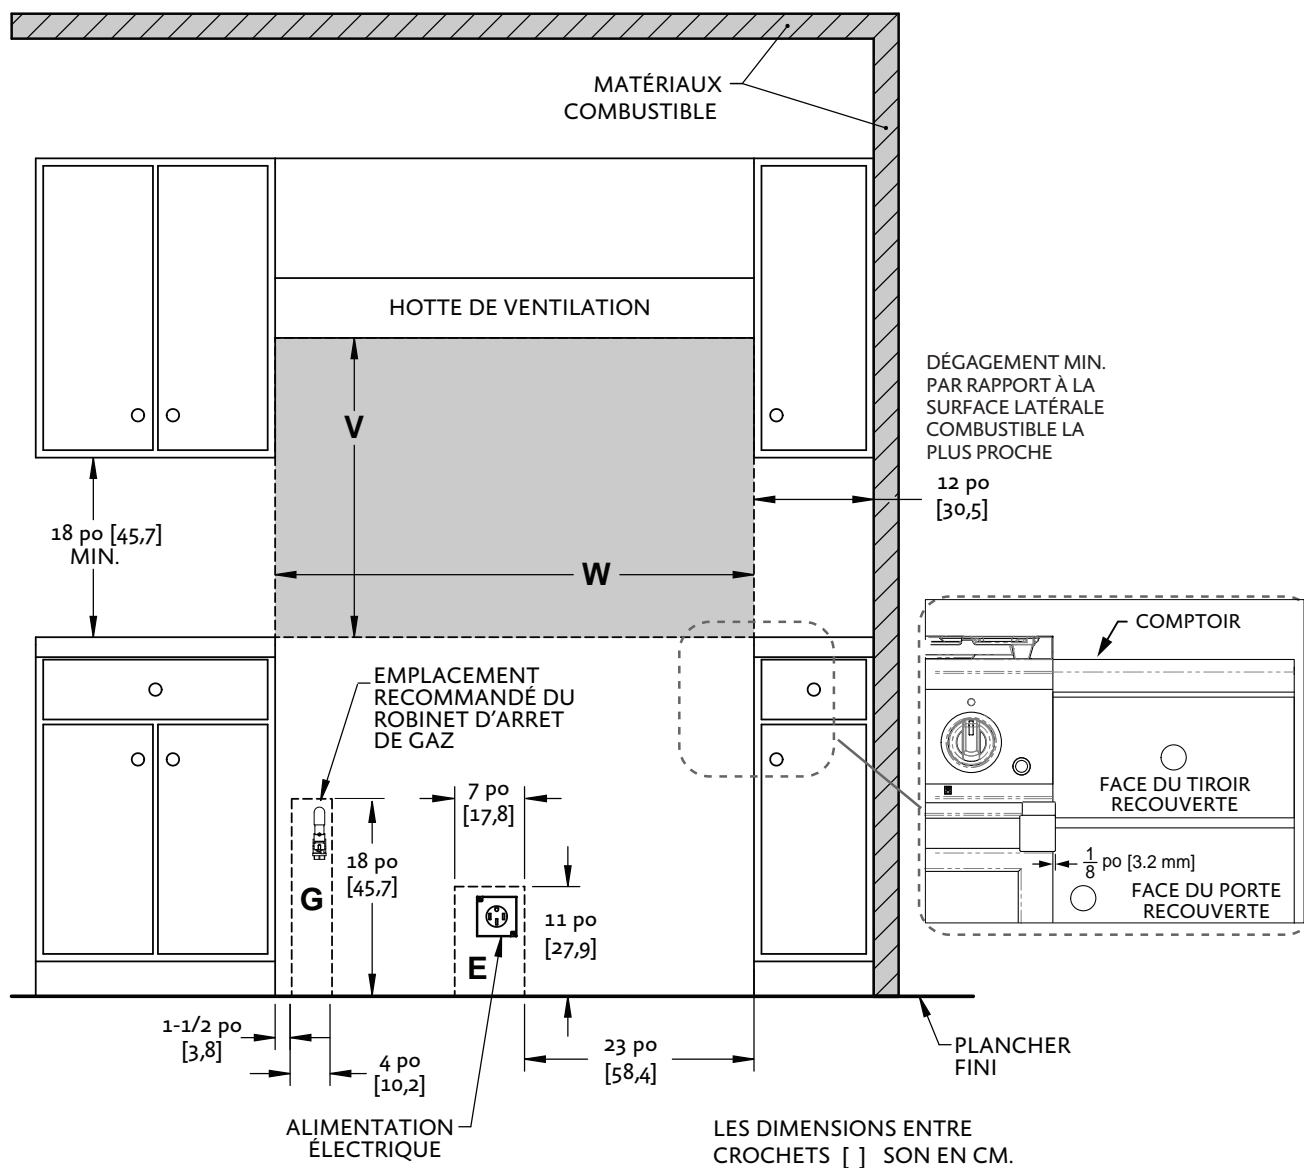 MATÉRIAUX
COMBUSTIBLE
HOTTE DE VENTILATION
V
DÉGAGEMENT MIN.
PAR RAPPORT À LA
SURFACE LATÉRALE
COMBUSTIBLE LA
PLUS PROCHE
12 po
[30,5]
18 po [45,7]
MIN.
W
COMPTOIR
EMPLACEMENT
RECOMMANDÉ DU
ROBINET D'ARRET
DE GAZ
7 po
[17,8]
FACE DU TIROIR
RECOUVERTE
18 po
[45,7]
1/8 po [3.2 mm]
G
FACE DU PORTE
RECOUVERTE
11 po
[27,9]
E
1-1/2 po
[3,8]
4 po
[10,2]
23 po
[58,4]
PLANCHER
FINI
ALIMENTATION
ÉLECTRIQUE
LES DIMENSIONS ENTRE
CROCHETS [ ] SON EN CM.